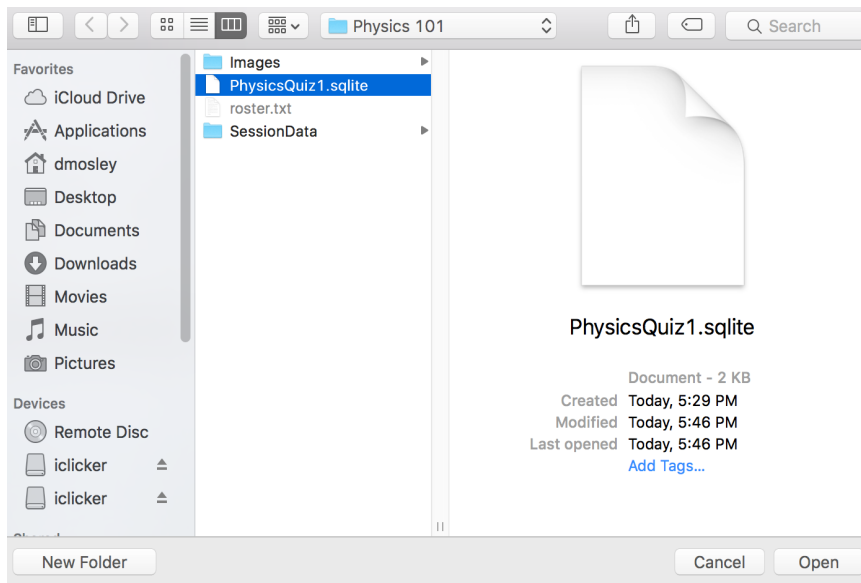 Physics 101
Search
Favorites
iCloud Drive
Applications
dmosley
Desktop
Documents
Downloads
Movies
Music
Pictures
Devices
Remote Disc
iclicker
iclicker
Images
PhysicsQuiz1.sqlite
roster.txt
SessionData
PhysicsQuiz1.sqlite
Document - 2 KB
Created Today, 5:29 PM
Modified Today, 5:46 PM
Last opened Today, 5:46 PM
Add Tags...
New Folder
Cancel
Open